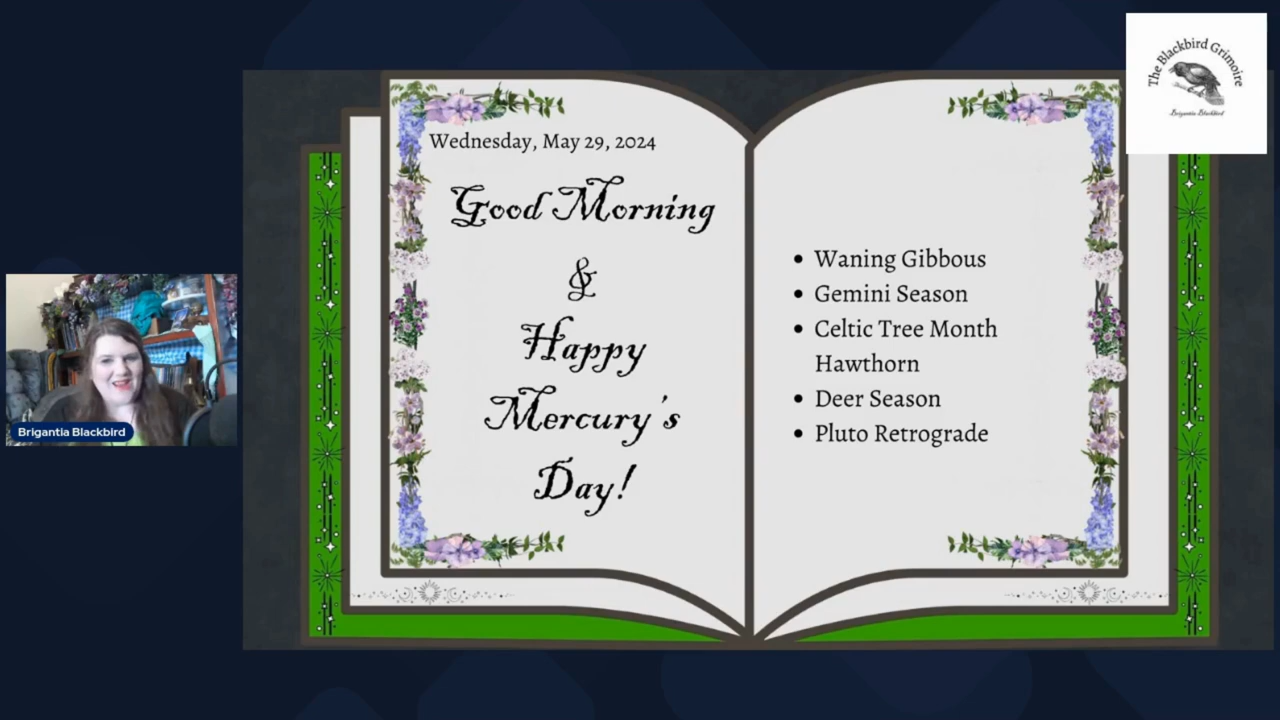 The Blackbird Grimoire
Brigantia Blackbird
Wednesday, May 29, 2024
Good Morning
&
Happy
Mercury's
Day!
• Waning Gibbous
• Gemini Season
• Celtic Tree Month
Hawthorn
• Deer Season
• Pluto Retrograde
Brigantia Blackbird